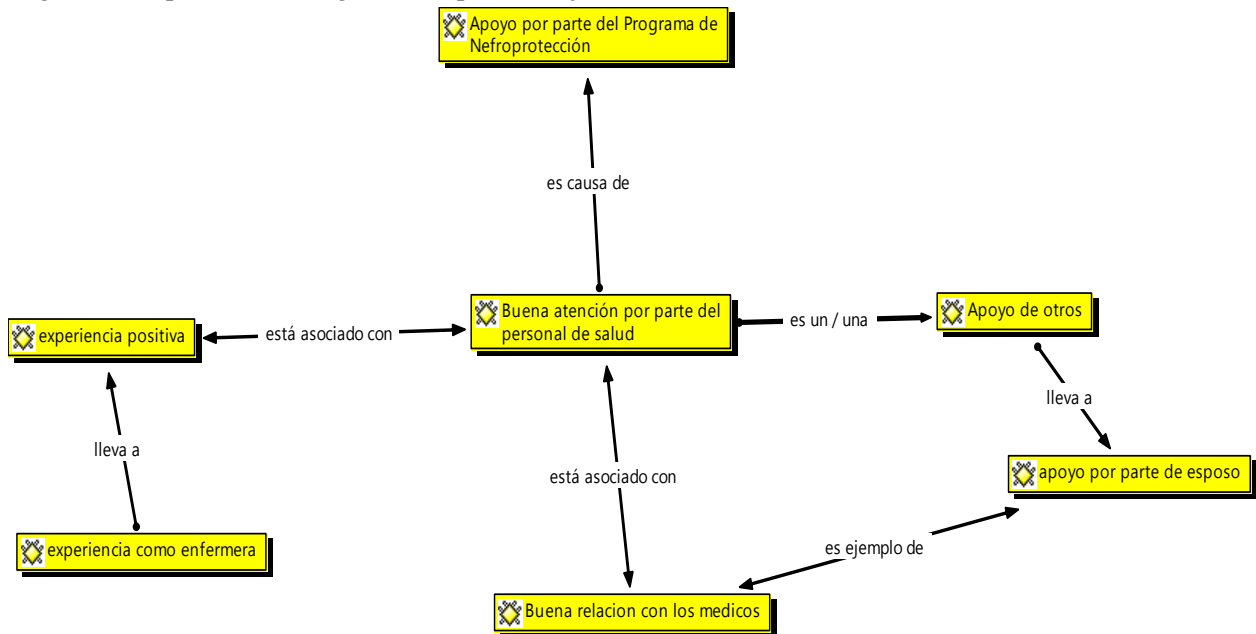 Apoyo por parte del Programa de
Nefroprotección
es causa de
Buena atención por parte del
personal de salud
es un / una
Apoyo de otros
experiencia positiva
está asociado con
lleva a
lleva a
apoyo por parte de esposo
está asociado con
experiencia como enfermera
es ejemplo de
Buena relacion con los medicos